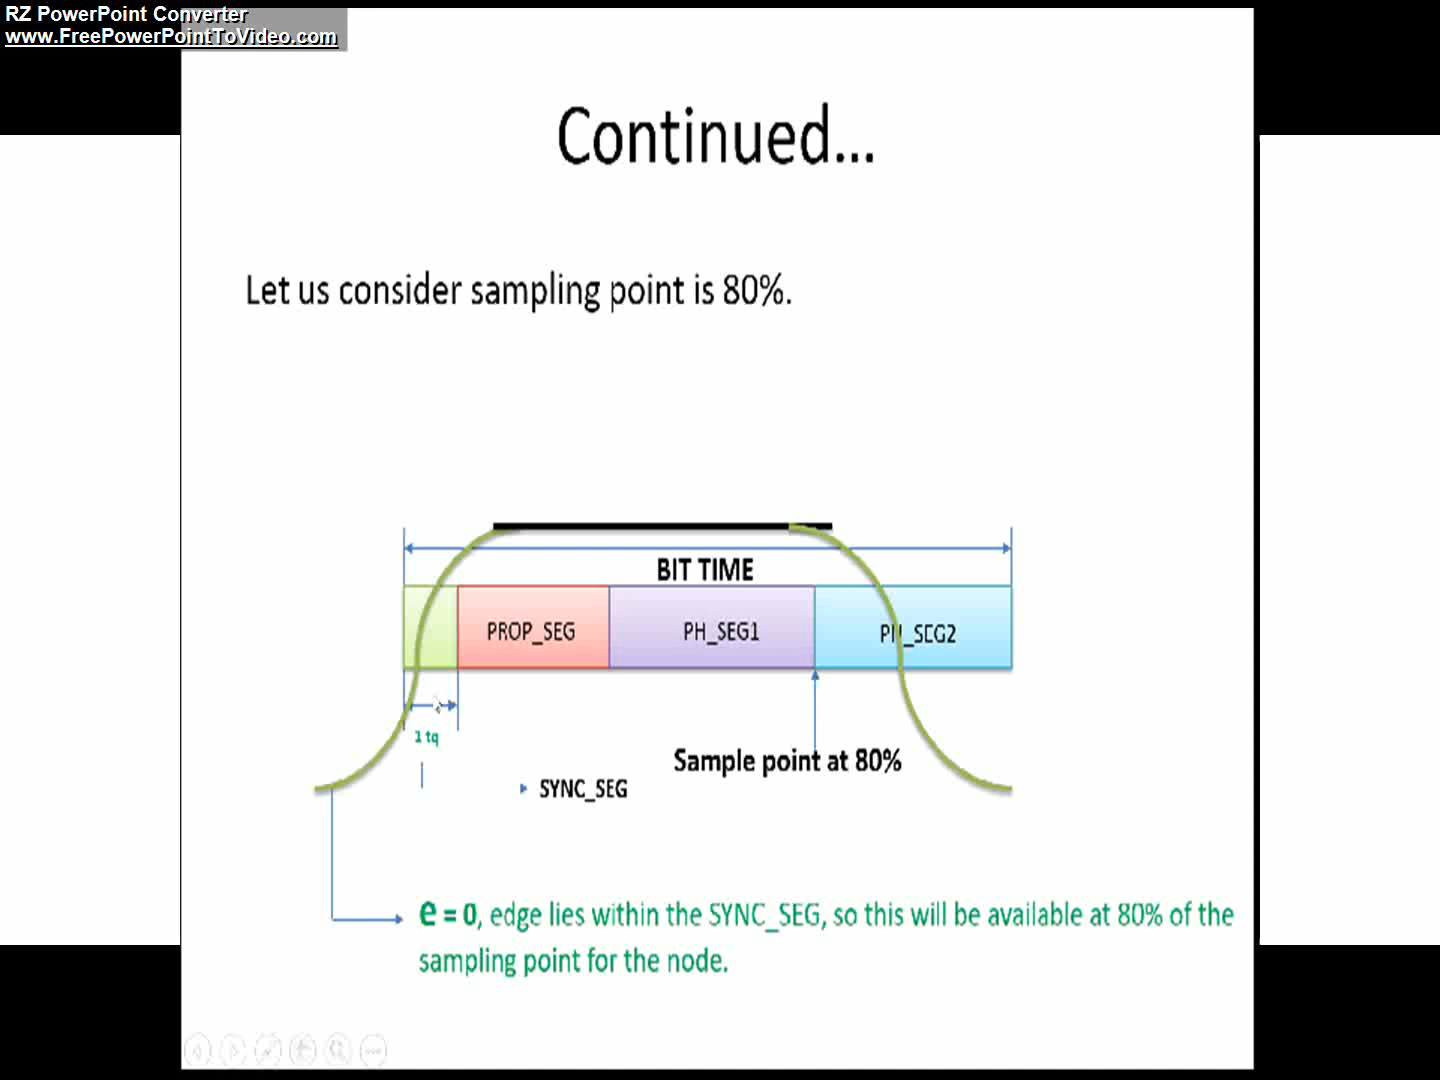 RZ PowerPoint Converter
www.FreePowerPointToVideo.com
Continued...
Let us consider sampling point is 80%.
BIT TIME
PROP_SEG
PH_SEG1
PH_SEG2
1 tq
Sample point at 80%
SYNC_SEG
e = 0, edge lies within the SYNC_SEG, so this will be available at 80% of the
sampling point for the node.